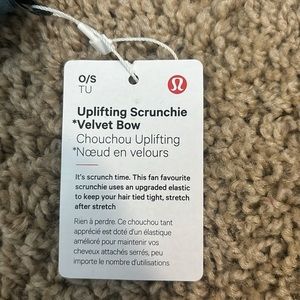 O/S
TU
Uplifting Scrunchie
*Velvet Bow
Chouchou Uplifting
*Nœud en velours
It's scrunch time. This fan favourite
scrunchie uses an upgraded elastic
to keep your hair tied tight, stretch
after stretch
Rien à perdre. Ce chouchou tant
apprécié est doté d'un élastique
amélioré pour maintenir vos
cheveux attachés serrés, peu
importe le nombre d'utilisations